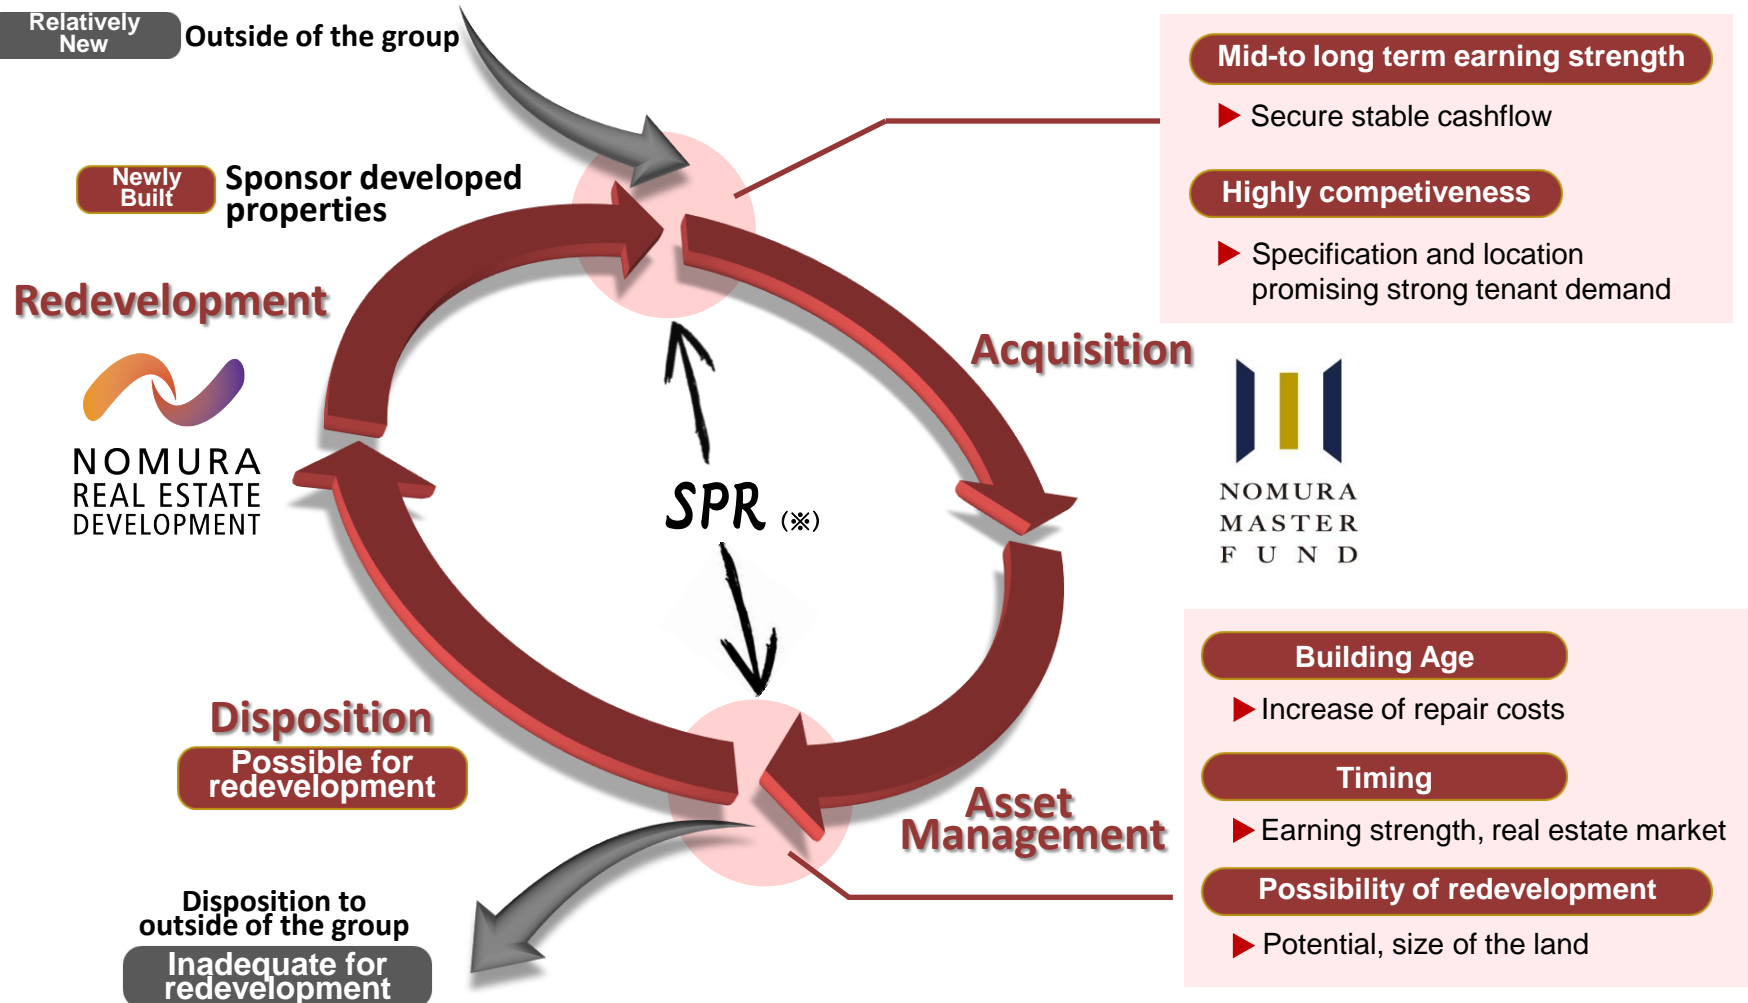 Relatively
New
Outside of the group
Newly
Built
Sponsor developed
properties
Redevelopment
NOMURA
REAL ESTATE
DEVELOPMENT
Mid-to long term earning strength
Secure stable cashflow
Highly competiveness
Specification and location
promising strong tenant demand
Acquisition
NOMURA
MASTER
FUND
SPR (※)
Disposition
Possible for
redevelopment
Asset
Management
Disposition to
outside of the group
Inadequate for
redevelopment
Building Age
Increase of repair costs
Timing
Earning strength, real estate market
Possibility of redevelopment
Potential, size of the land